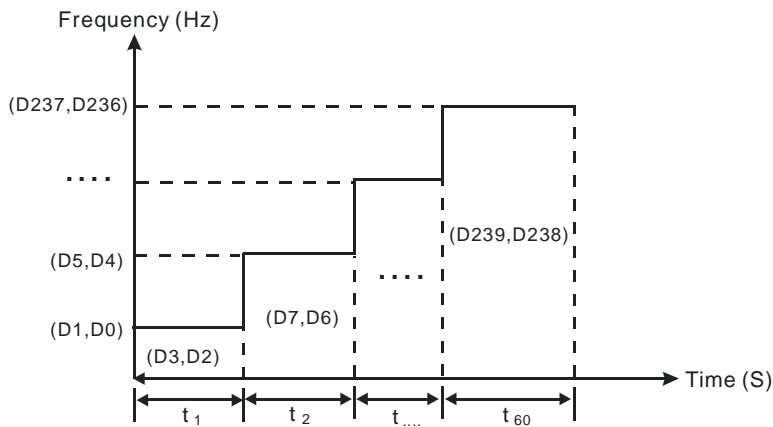 Frequency (Hz)
(D237,D236)
....
(D239,D238)
(D5,D4)
....
(D7,D6)
(D1,D0)
(D3,D2)
Time (S)
t1 t2 t.... t60